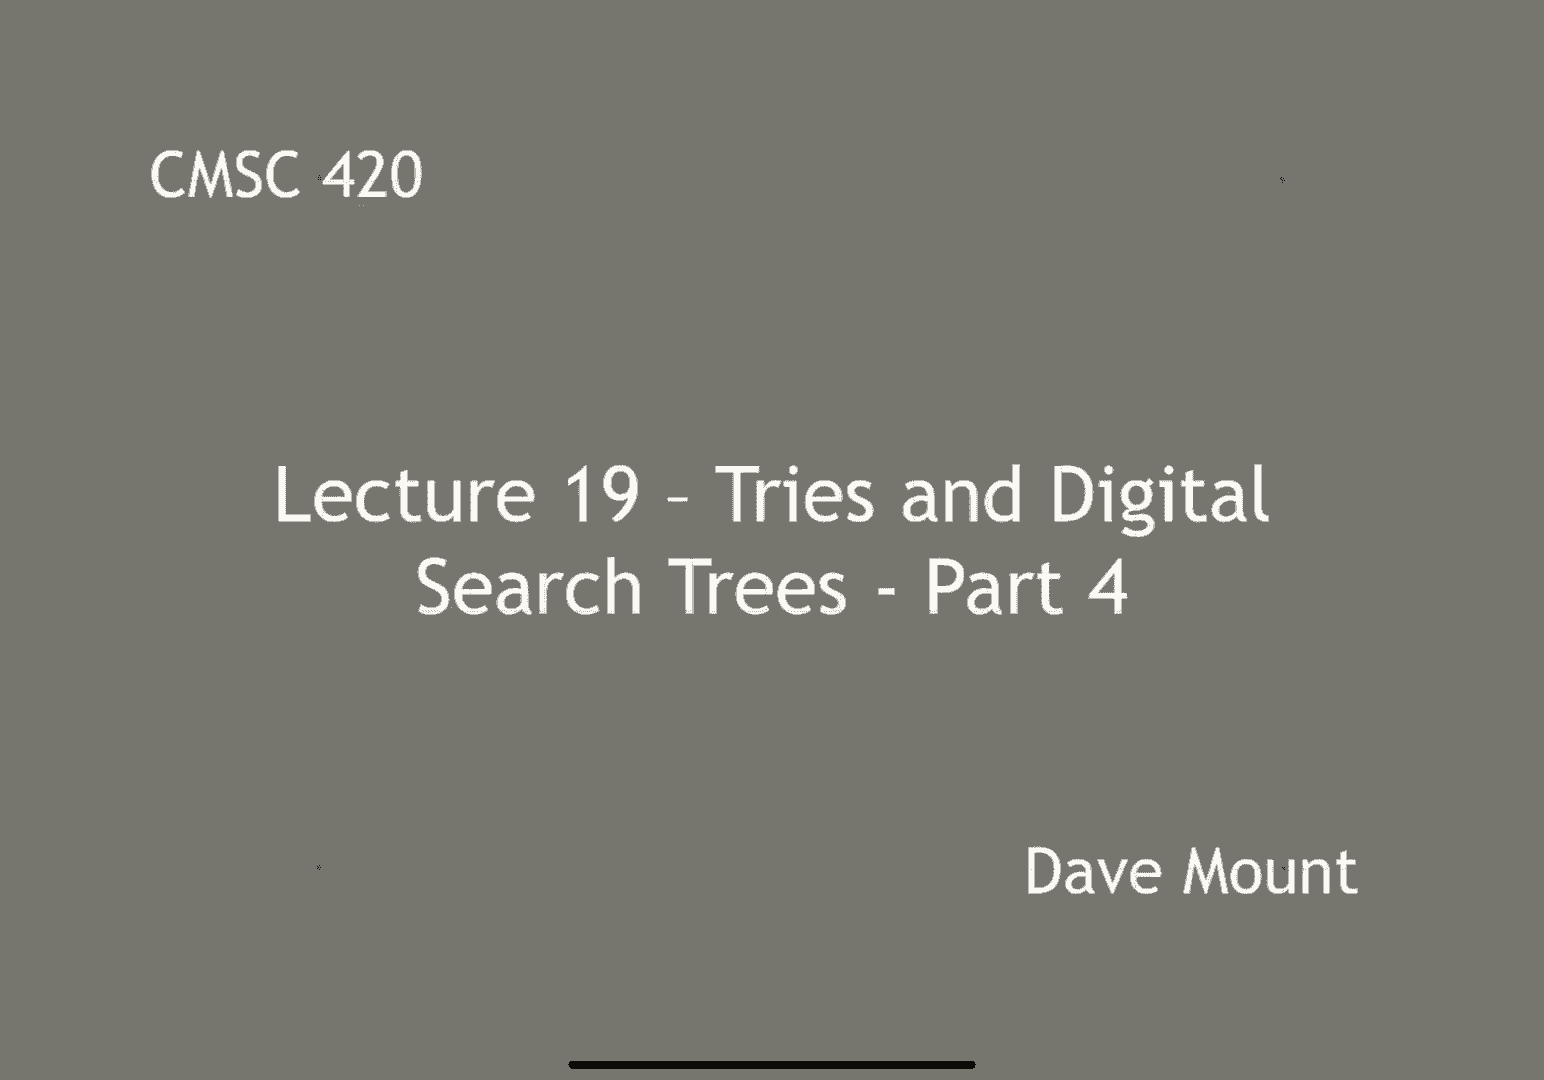 CMSC 420
Lecture 19 – Tries and Digital
Search Trees - Part 4
Dave Mount